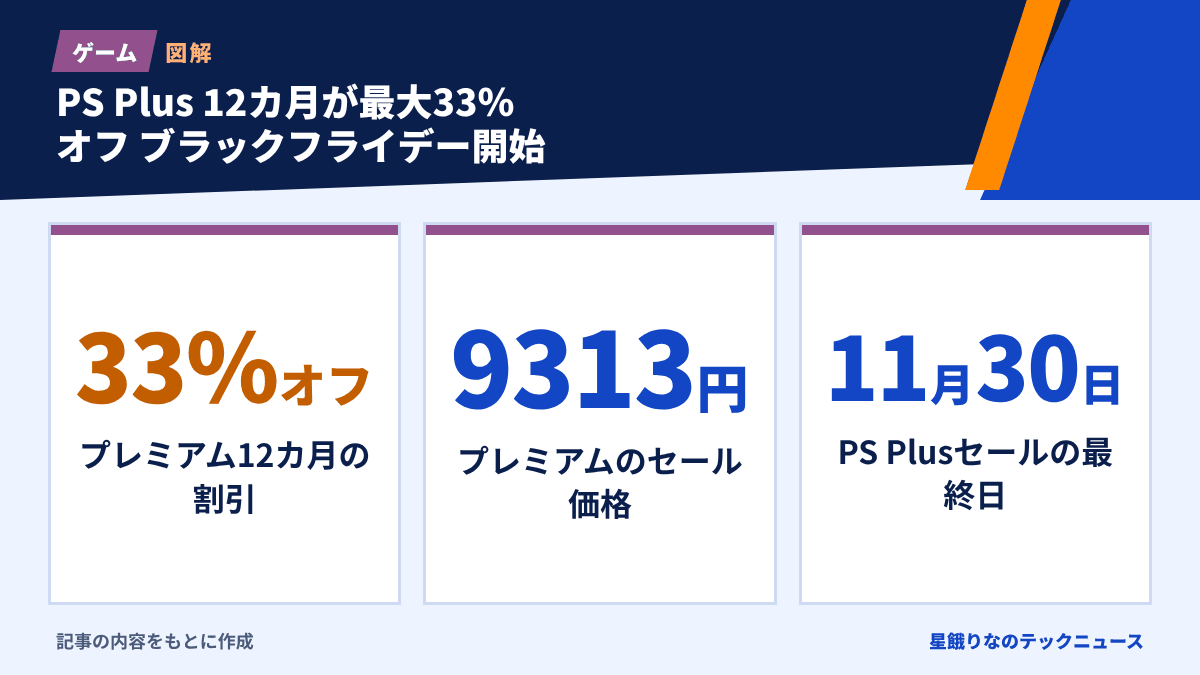 ゲーム 図解
PS Plus 12カ月が最大33%
オフ ブラックフライデー開始
33%オフ
プレミアム12カ月の
割引
9313円
プレミアムのセール
価格
11月30日
PS Plusセールの最
終日
記事の内容をもとに作成
星餓りなのテックニュース